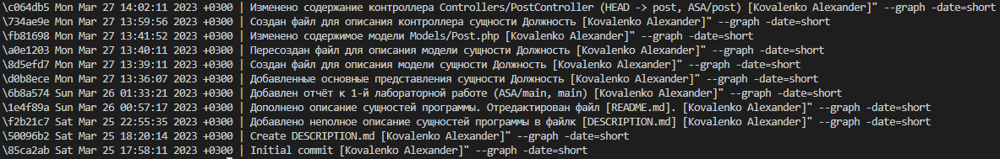 \c064db5 Mon Mar 27 14:02:11 2023 +0300 | Изменено содержание контроллера Controllers/PostController (HEAD -> post, ASA/post) [Kovalenko Alexander]" --graph -date=short
\734ae9e Mon Mar 27 13:59:56 2023 +0300 | Создан файл для описания контроллера сущности Должность [Kovalenko Alexander]" --graph -date=short
\fb81698 Mon Mar 27 13:41:52 2023 +0300 | Изменено содержимое модели Models/Post.php [Kovalenko Alexander]" --graph -date=short
\a0e1203 Mon Mar 27 13:40:11 2023 +0300 | Пересоздан файл для описания модели сущности Должность [Kovalenko Alexander]" --graph -date=short
\8d5efd7 Mon Mar 27 13:39:11 2023 +0300 | Создан файл для описания модели сущности Должность [Kovalenko Alexander]" --graph -date=short
\d0b8ece Mon Mar 27 13:36:07 2023 +0300 | Добавленные основные представления сущности Должность [Kovalenko Alexander]" --graph -date=short
\6b8a574 Sun Mar 26 01:33:21 2023 +0300 | Добавлен отчёт к 1-й лабораторной работе (ASA/main, main) [Kovalenko Alexander]" --graph -date=short
\1e4f89a Sun Mar 26 00:57:17 2023 +0300 | Дополнено описание сущностей программы. Отредактирован файл [README.md]. [Kovalenko Alexander]" --graph -date=short
\f2b21c7 Sat Mar 25 22:55:35 2023 +0300 | Добавлено неполное описание сущностей программы в файлк [DESCRIPTION.md] [Kovalenko Alexander]" --graph -date=short
\50096b2 Sat Mar 25 18:20:14 2023 +0300 | Create DESCRIPTION.md [Kovalenko Alexander]" --graph -date=short
\85ca2ab Sat Mar 25 17:58:11 2023 +0300 | Initial commit [Kovalenko Alexander]" --graph -date=short